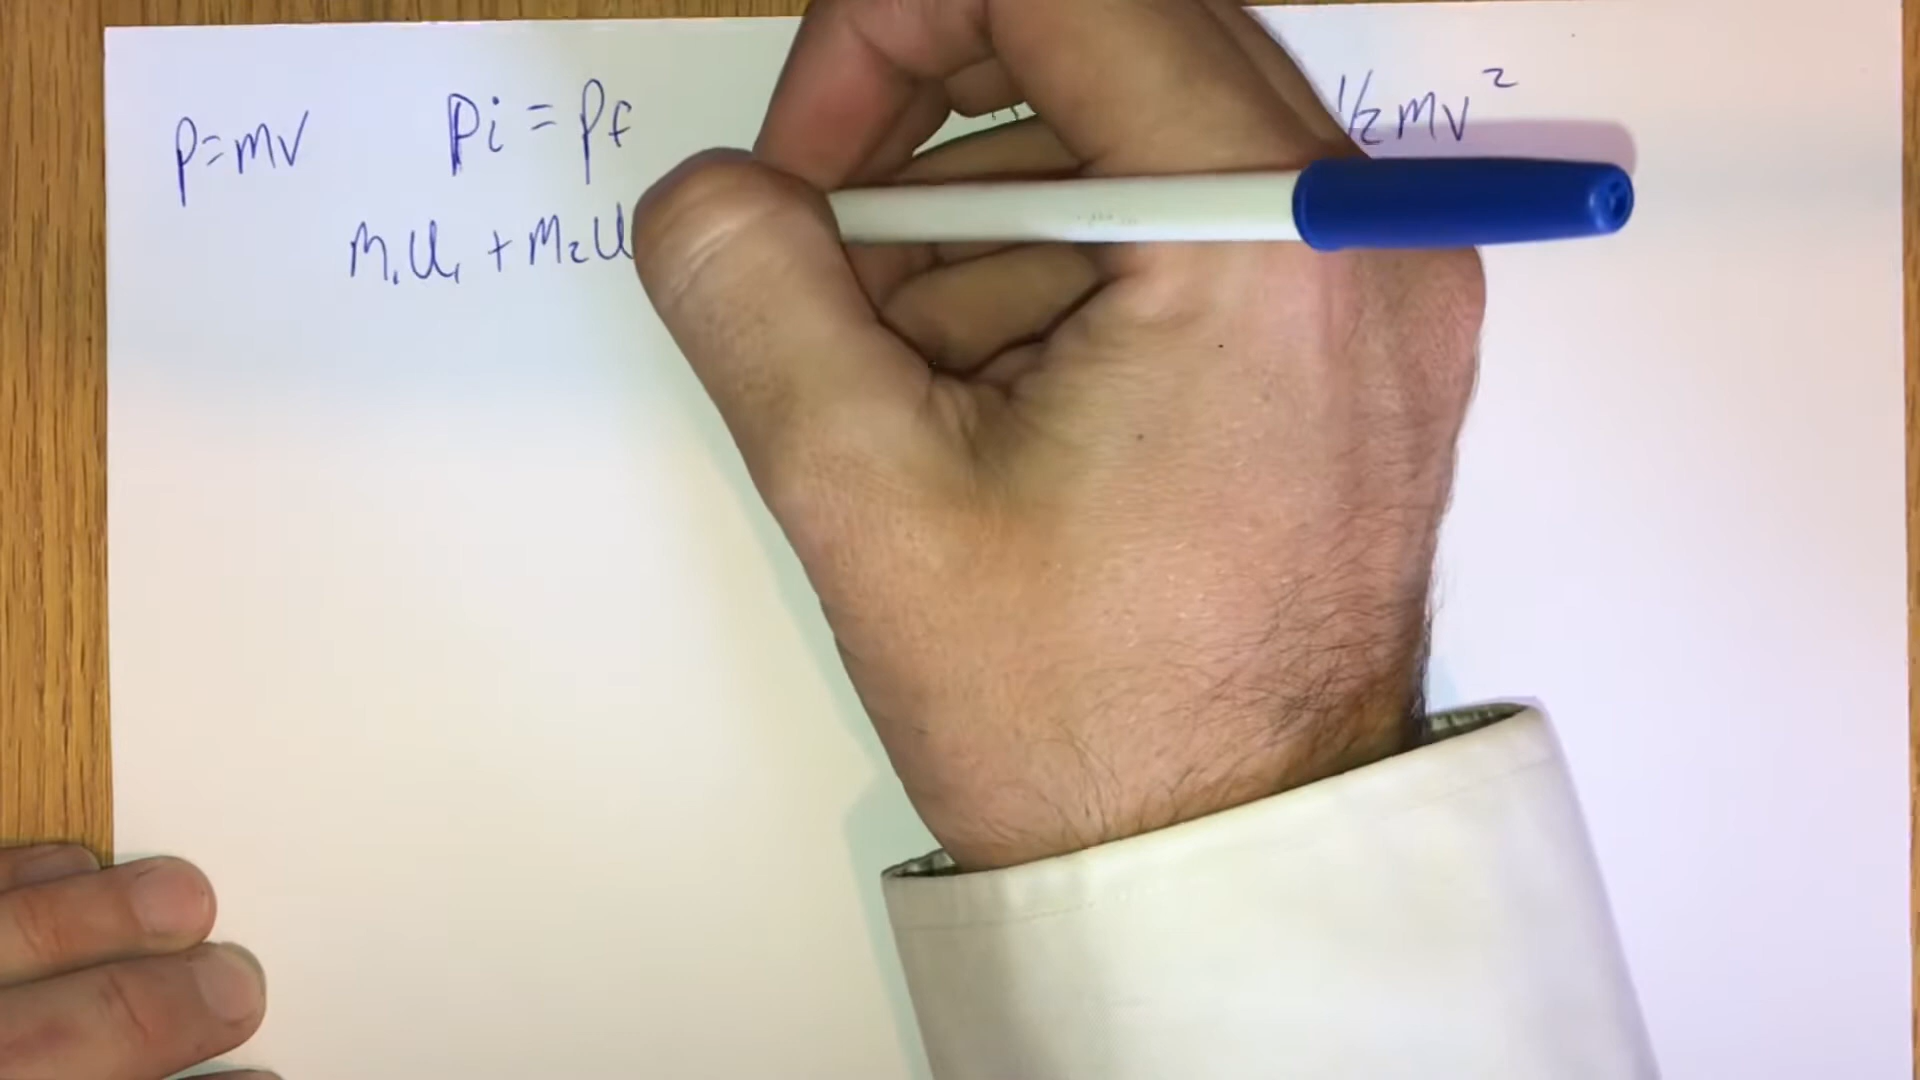 p=mv pi = pf ½mv²
m₁u₁ + m₂u